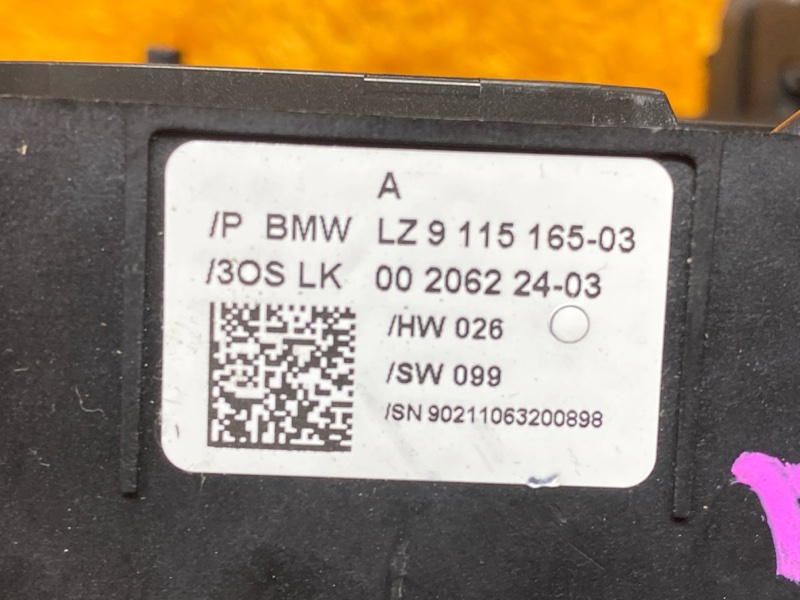 A
/P BMW LZ 9 115 165-03
/3OS LK 00 2062 24-03
/HW 026
/SW 099
/SN 90211063200898